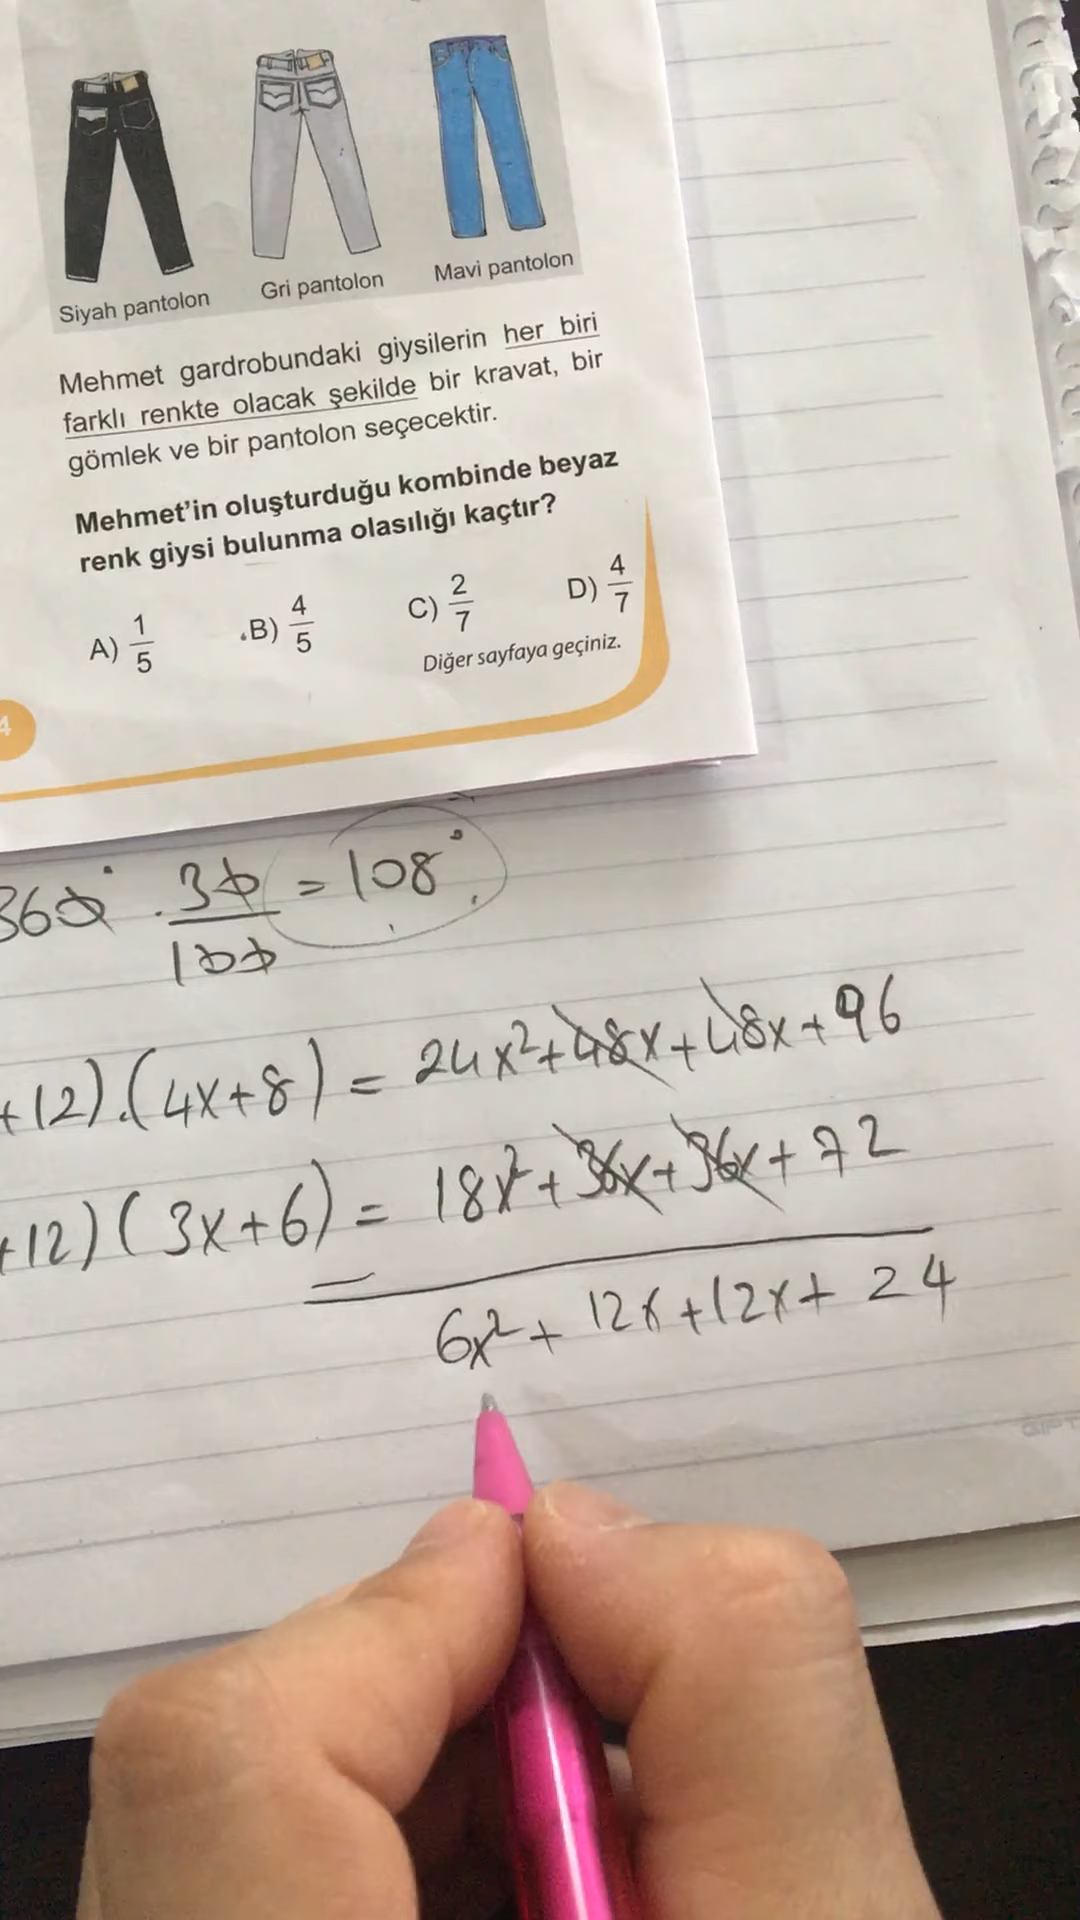 Siyah pantolon
Gri pantolon
Mavi pantolon
Mehmet gardrobundaki giysilerin her biri
farklı renkte olacak şekilde bir kravat, bir
gömlek ve bir pantolon seçecektir.
Mehmet'in oluşturduğu kombinde beyaz
renk giysi bulunma olasılığı kaçtır?
A) 1/5 .B) 4/5 C) 2/7 D) 4/7
Diğer sayfaya geçiniz.
4
360° . 30/100 = 108°
+12).(4x+8) = 24x²+48x+48x+96
+12)(3x+6) = 18x²+36x+36x+72
6x²+ 12x+12x+ 24